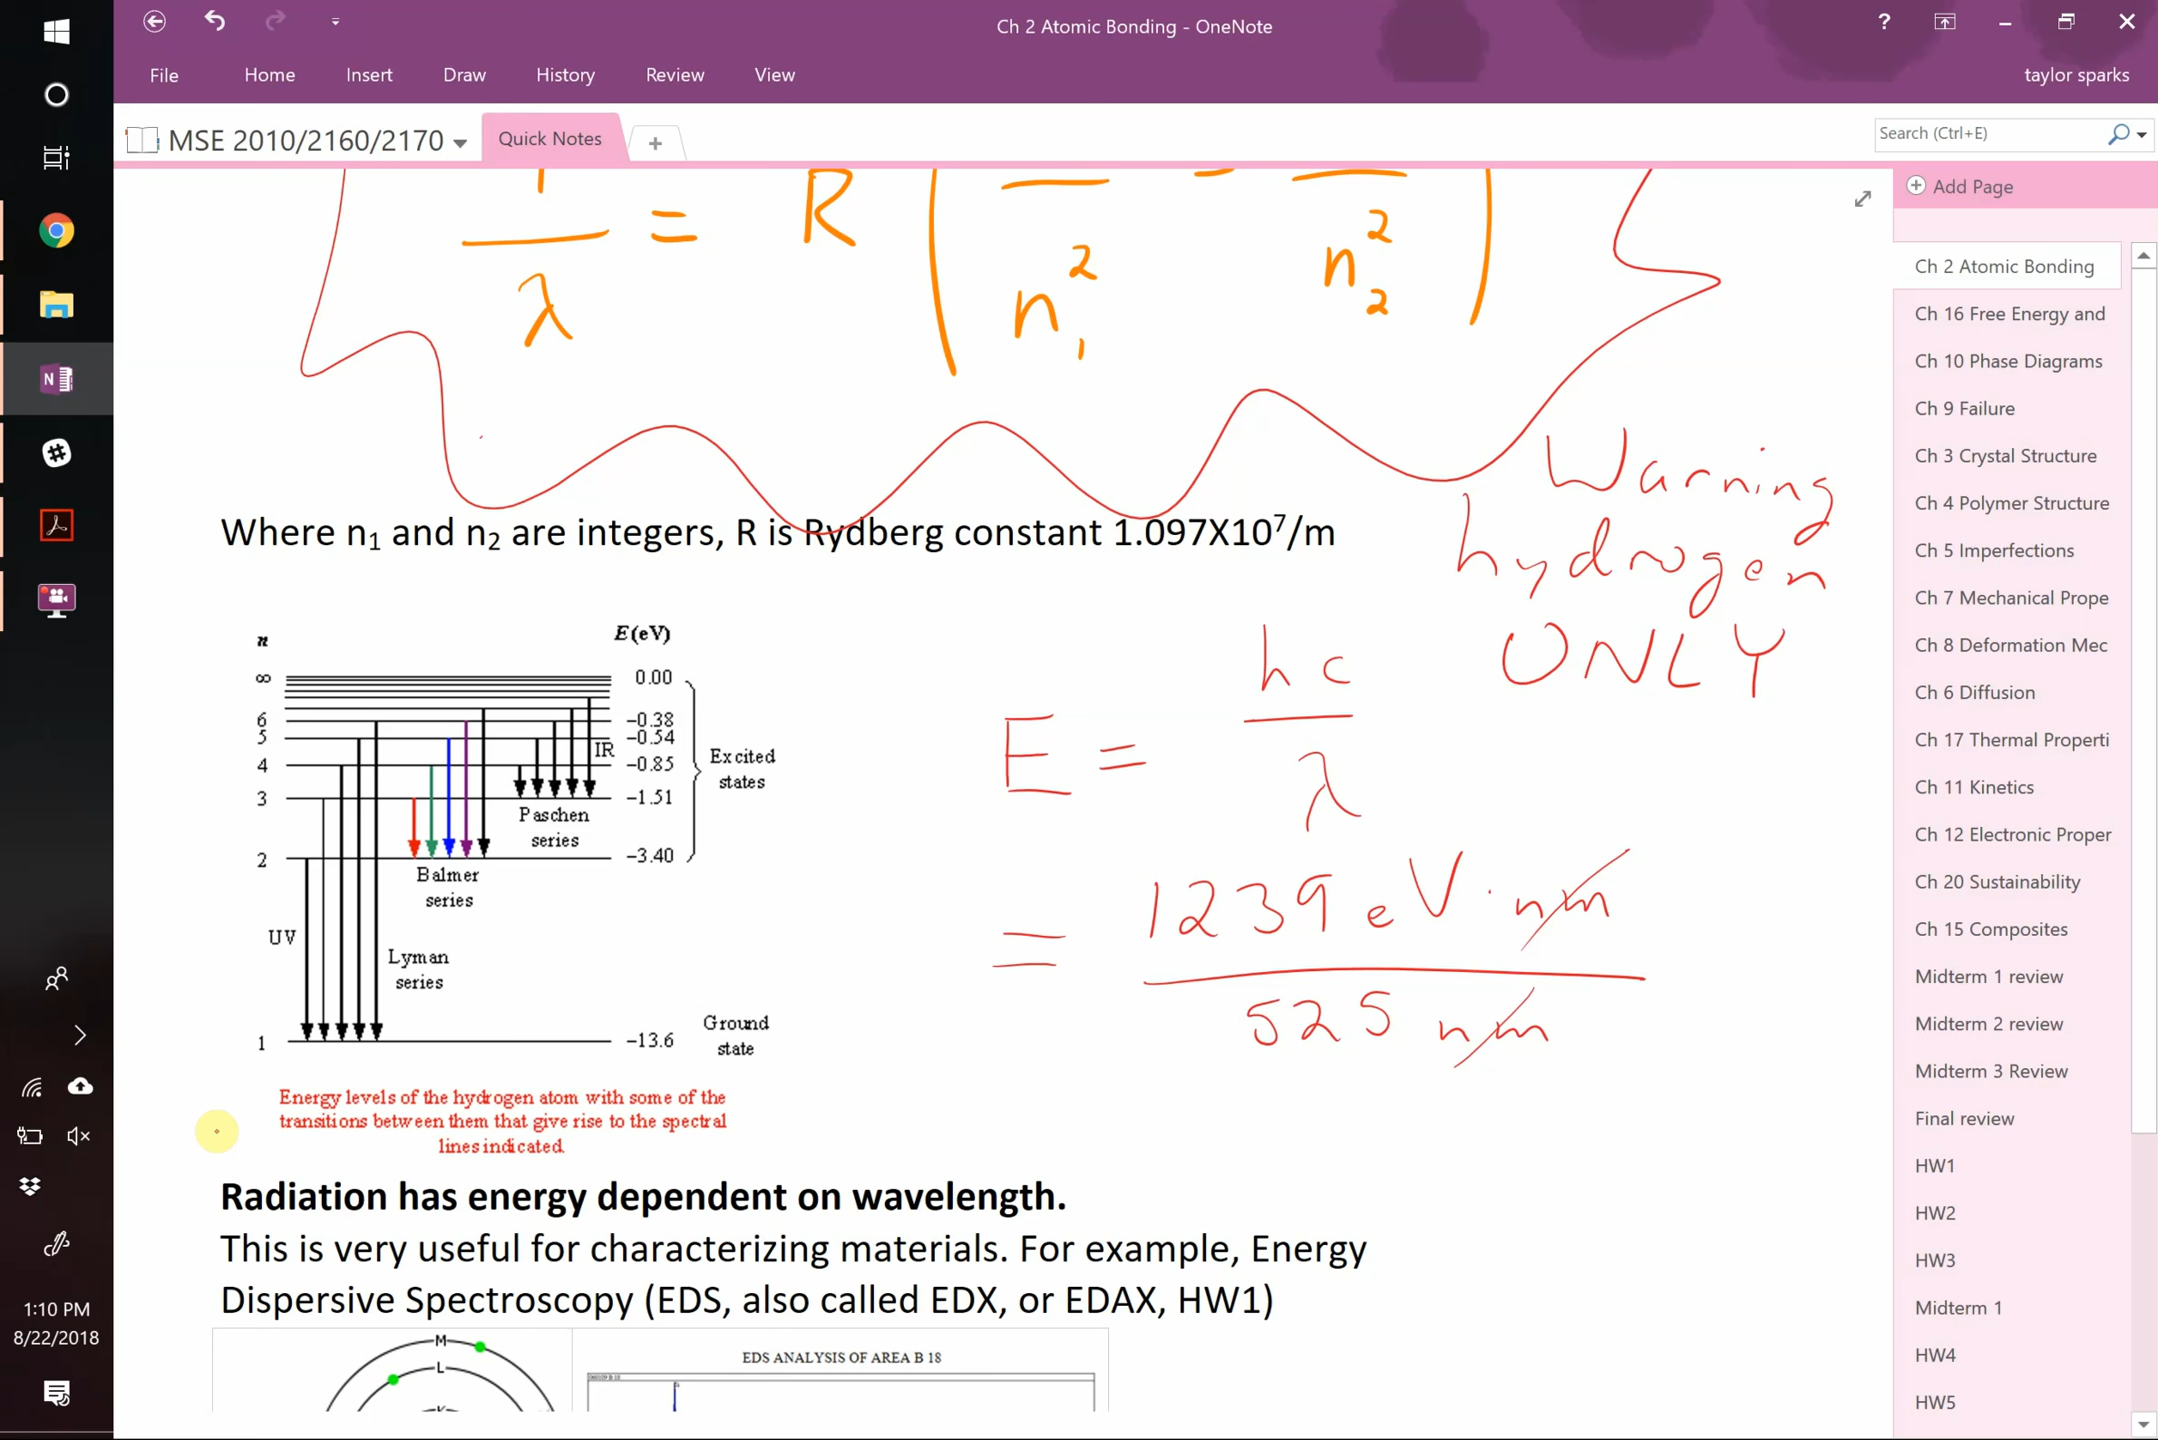 Ch 2 Atomic Bonding - OneNote
?
File Home Insert Draw History Review View
taylor sparks
MSE 2010/2160/2170
Quick Notes
+
Search (Ctrl+E)
1/λ = R ( —/n₁² - —/n₂² )
Warning
hydrogen
ONLY
Where n₁ and n₂ are integers, R is Rydberg constant 1.097X10⁷/m
n E(eV)
∞ 0.00
6 -0.38
5 -0.54
IR
4 -0.85
3 -1.51
2 -3.40
1 -13.6
Excited
states
Paschen
series
Balmer
series
UV
Lyman
series
Ground
state
Energy levels of the hydrogen atom with some of the
transitions between them that give rise to the spectral
lines indicated.
E = hc/λ
= 1239 eV·nm / 525 nm
Radiation has energy dependent on wavelength.
This is very useful for characterizing materials. For example, Energy
Dispersive Spectroscopy (EDS, also called EDX, or EDAX, HW1)
M
L
K
EDS ANALYSIS OF AREA B 18
Add Page
Ch 2 Atomic Bonding
Ch 16 Free Energy and
Ch 10 Phase Diagrams
Ch 9 Failure
Ch 3 Crystal Structure
Ch 4 Polymer Structure
Ch 5 Imperfections
Ch 7 Mechanical Prope
Ch 8 Deformation Mec
Ch 6 Diffusion
Ch 17 Thermal Properti
Ch 11 Kinetics
Ch 12 Electronic Proper
Ch 20 Sustainability
Ch 15 Composites
Midterm 1 review
Midterm 2 review
Midterm 3 Review
Final review
HW1
HW2
HW3
Midterm 1
HW4
HW5
1:10 PM
8/22/2018